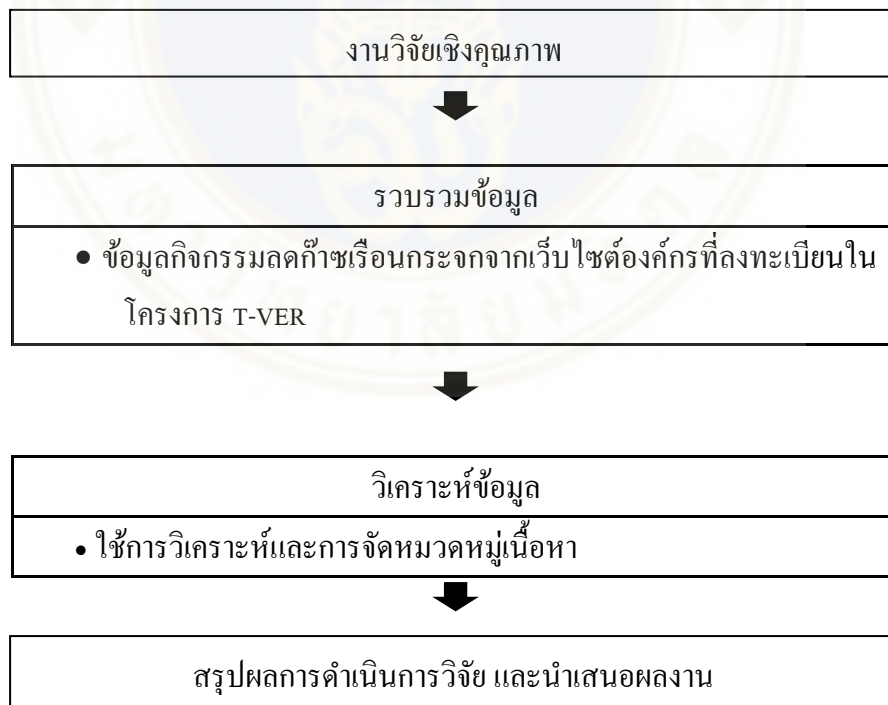 งานวิจัยเชิงคุณภาพ
รวบรวมข้อมูล
● ข้อมูลกิจกรรมลดก๊าซเรือนกระจกจากเว็บไซต์องค์กรที่ลงทะเบียนใน
โครงการ T-VER
วิเคราะห์ข้อมูล
● ใช้การวิเคราะห์และการจัดหมวดหมู่เนื้อหา
สรุปผลการดำเนินการวิจัย และนำเสนอผลงาน